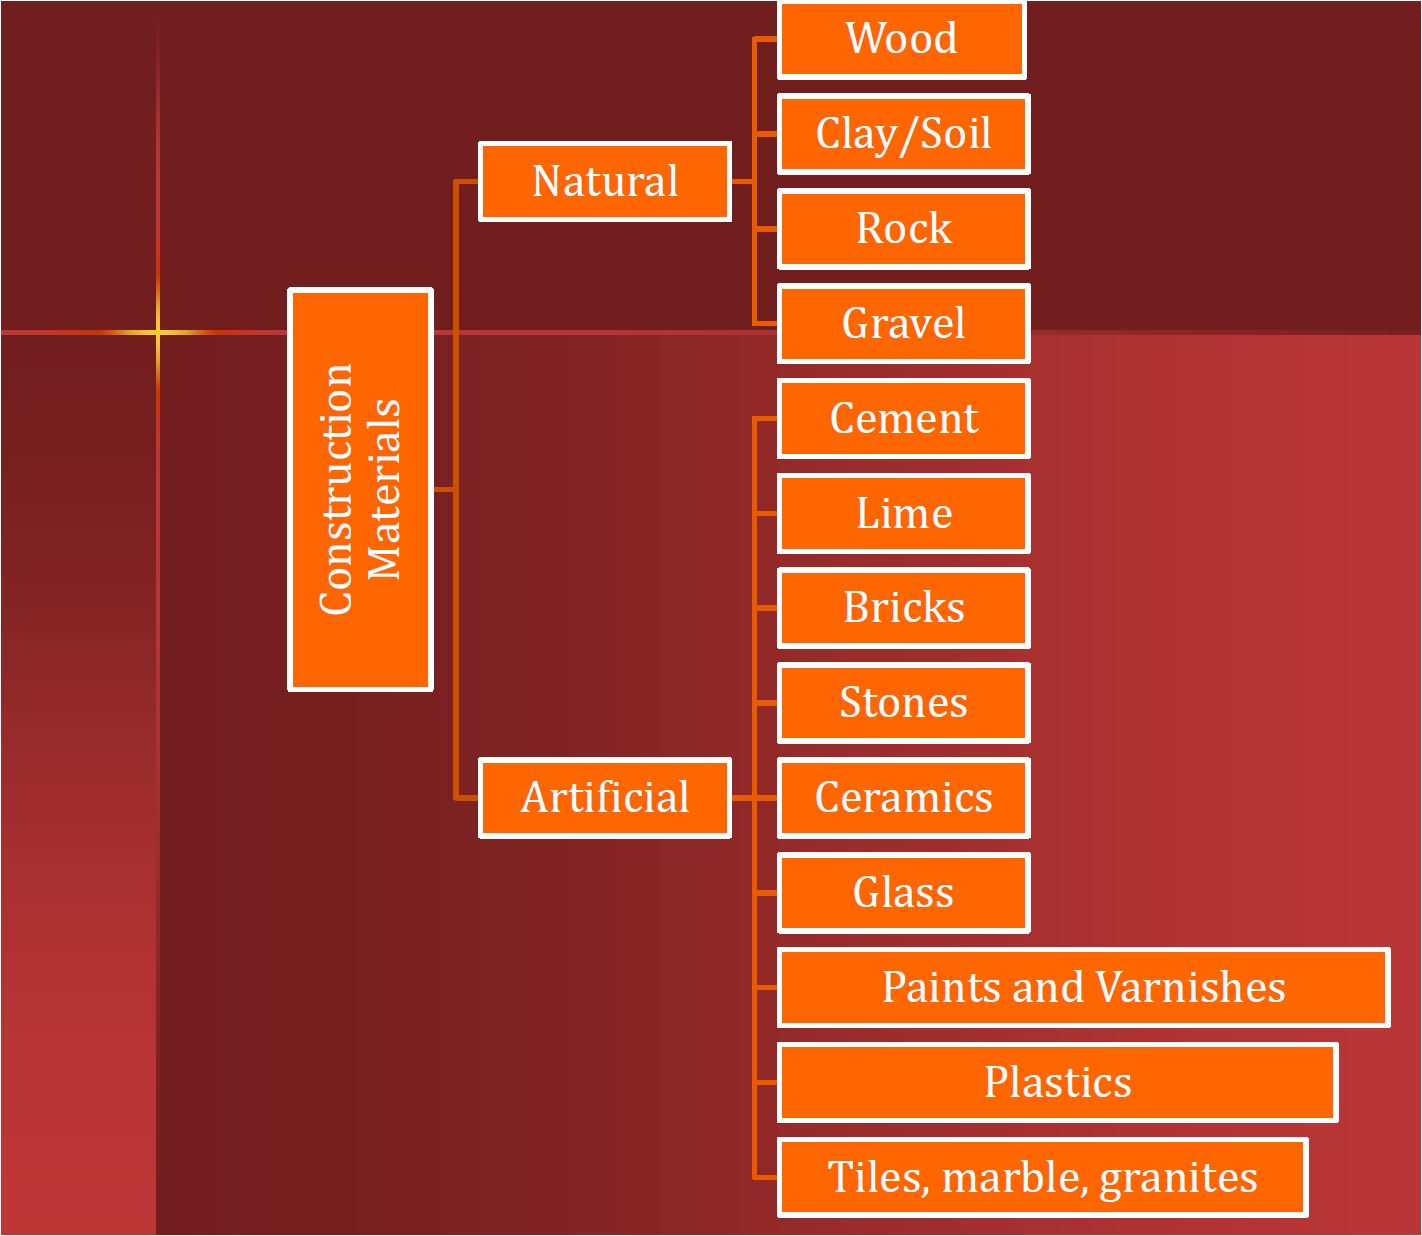 Construction
Materials
Natural
Wood
Clay/Soil
Rock
Gravel
Artificial
Cement
Lime
Bricks
Stones
Ceramics
Glass
Paints and Varnishes
Plastics
Tiles, marble, granites